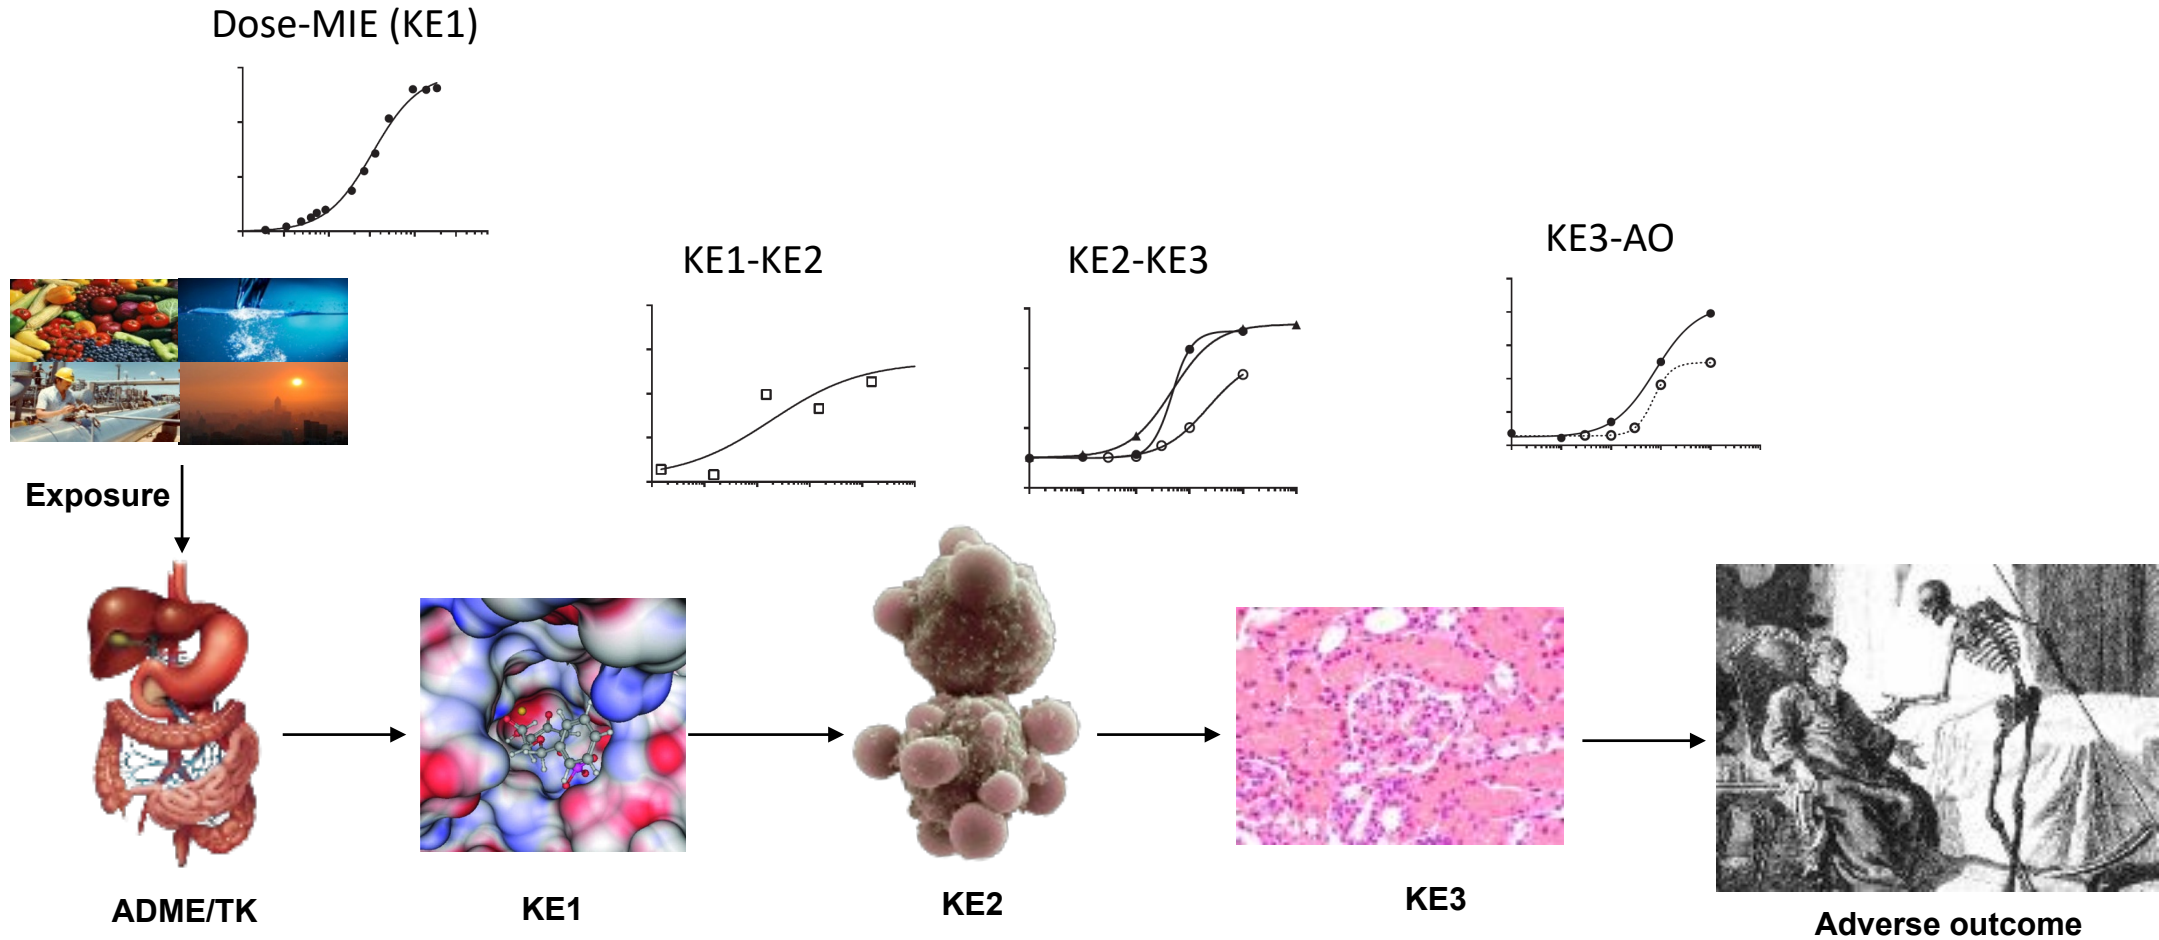 Dose-MIE (KE1)
KE1-KE2
KE2-KE3
KE3-AO
Exposure
ADME/TK
KE1
KE2
KE3
Adverse outcome